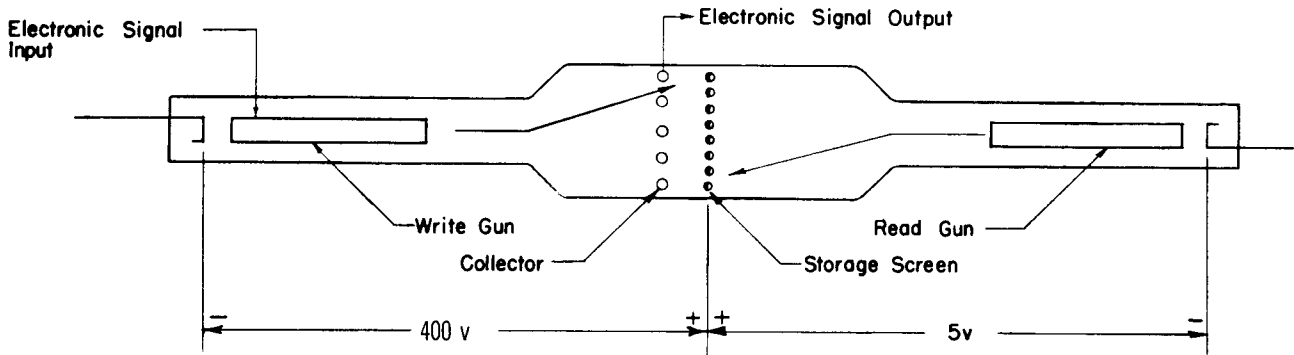 Electronic Signal Output
Electronic Signal
Input
Write Gun
Read Gun
Collector
Storage Screen
− + + −
400 v 5v